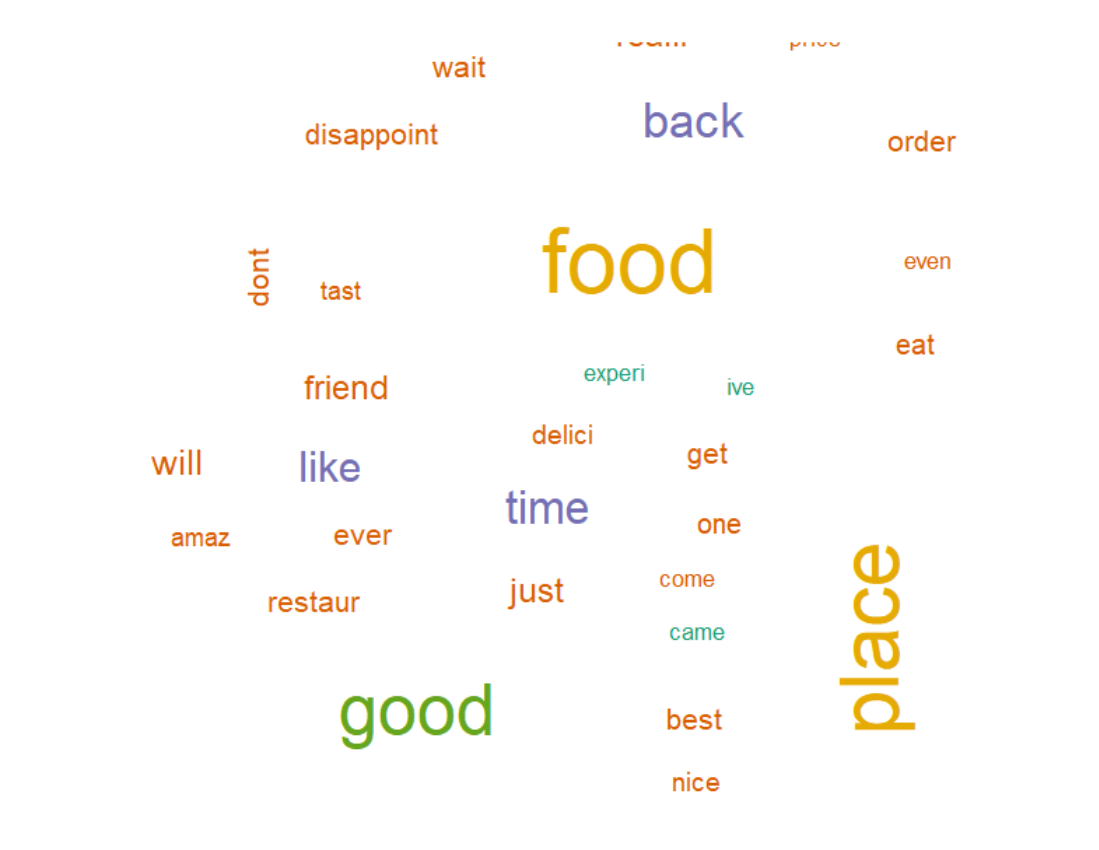 wait
back
disappoint
order
food
even
dont
tast
eat
experi
ive
friend
delici
get
will
like
time
one
amaz
ever
come
just
restaur
came
place
good
best
nice